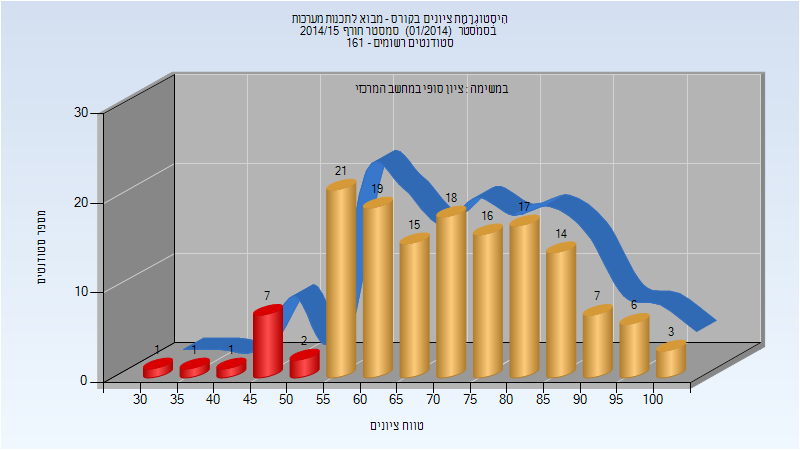 היסטוגרמת ציונים בקורס - מבוא לתכנות מערכות
בסמסטר (01/2014) סמסטר חורף 2014/15
סטודנטים רשומים - 161
במשימה : ציון סופי במחשב המרכזי
30
20
10
0
מספר סטודנטים
1 1 1 7 2 21 19 15 18 16 17 14 7 6 3
30 35 40 45 50 55 60 65 70 75 80 85 90 95 100
טווח ציונים